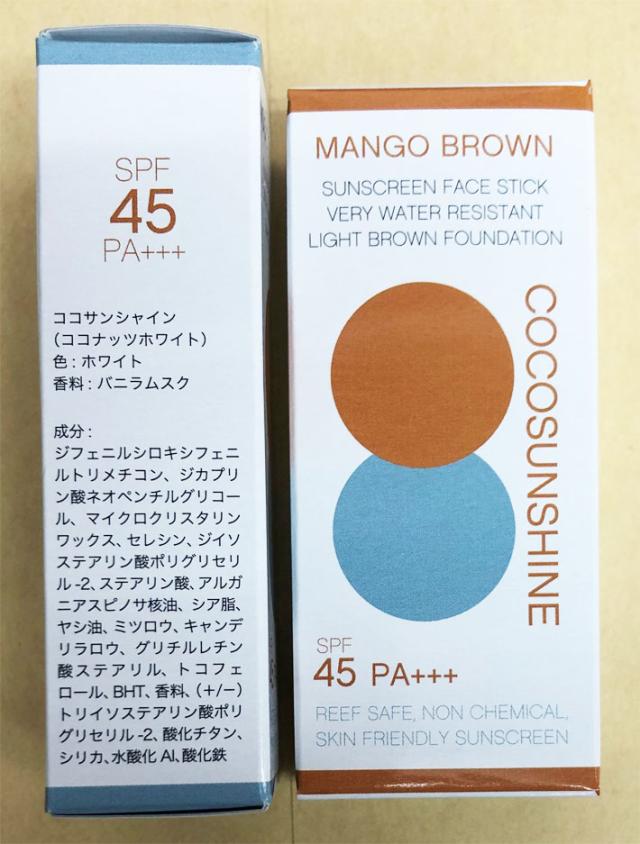 SPF
45
PA+++
ココサンシャイン
(ココナッツホワイト)
色：ホワイト
香料：バニラムスク
成分：
ジフェニルシロキシフェニ
ルトリメチコン、ジカプリ
ン酸ネオペンチルグリコー
ル、マイクロクリスタリン
ワックス、セレシン、ジイソ
ステアリン酸ポリグリセリ
ル-2、ステアリン酸、アルガ
ニアスピノサ核油、シア脂、
ヤシ油、ミツロウ、キャンデ
リラロウ、グリチルレチン
酸ステアリル、トコフェ
ロール、BHT、香料、(+/−)
トリイソステアリン酸ポリ
グリセリル-2、酸化チタン、
シリカ、水酸化Al、酸化鉄
MANGO BROWN
SUNSCREEN FACE STICK
VERY WATER RESISTANT
LIGHT BROWN FOUNDATION
COCOSUNSHINE
SPF
45 PA+++
REEF SAFE, NON CHEMICAL,
SKIN FRIENDLY SUNSCREEN